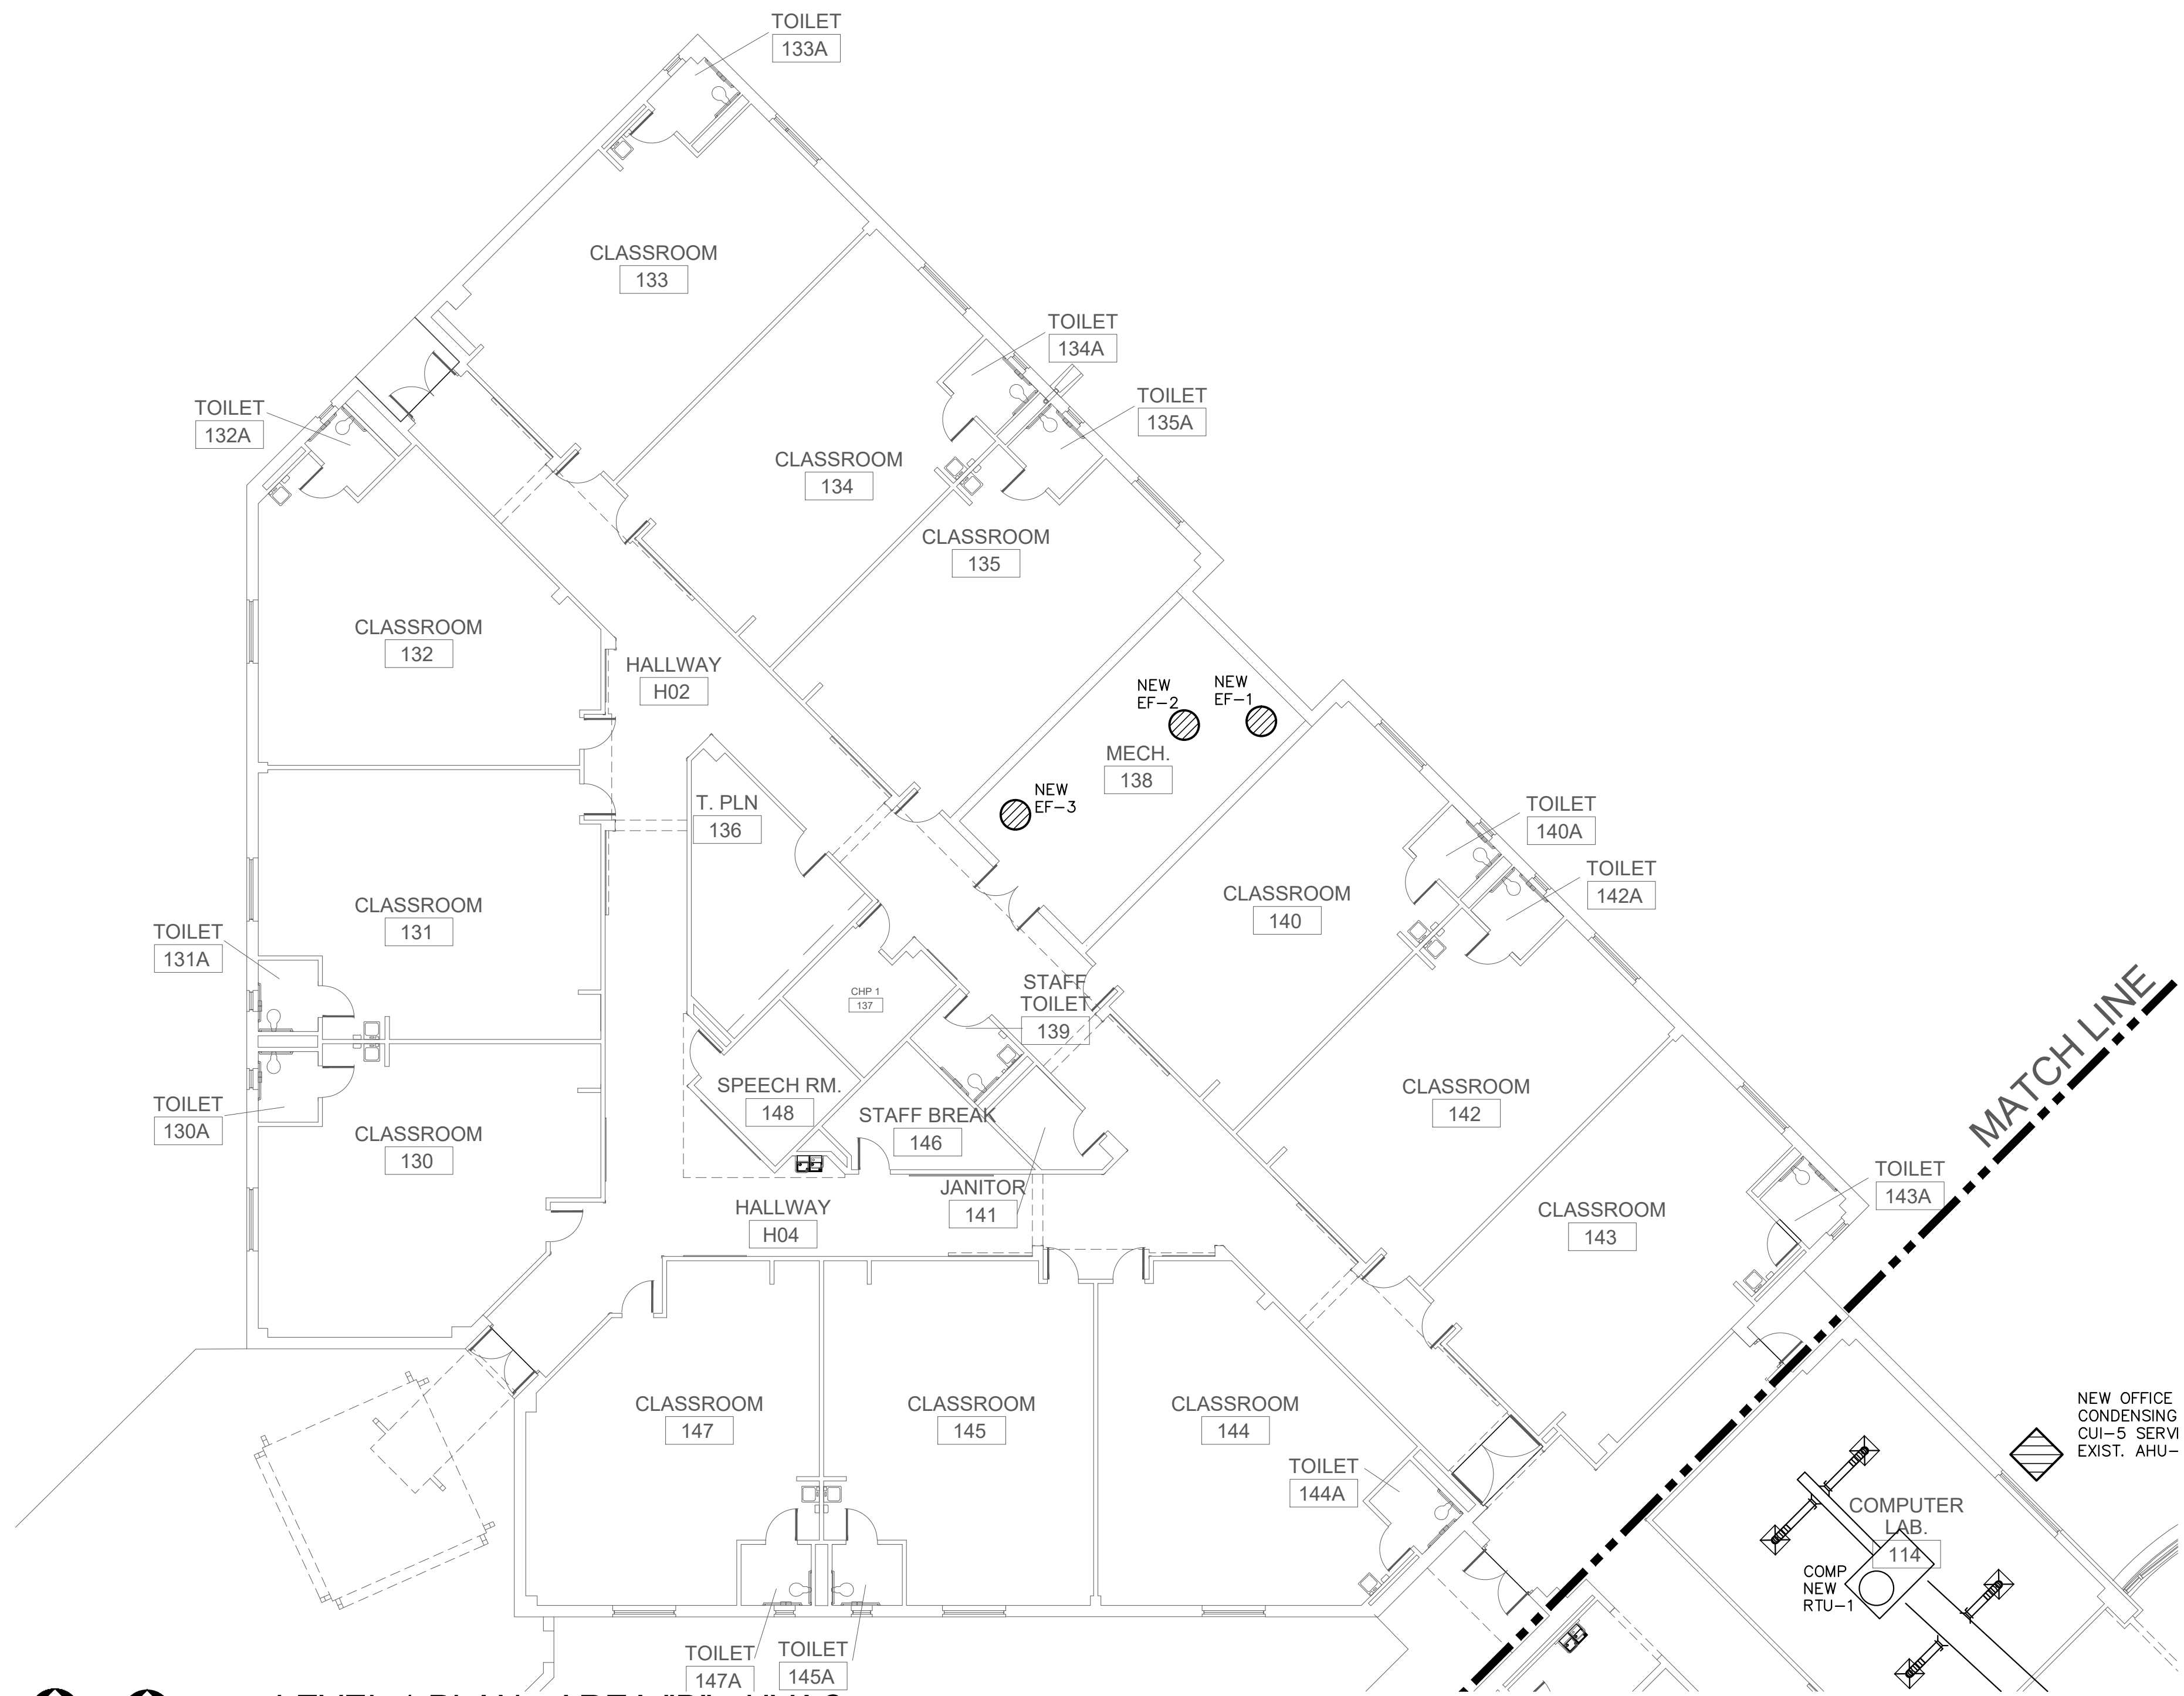 TOILET
133A
CLASSROOM
133
TOILET
134A
TOILET
135A
TOILET
132A
CLASSROOM
134
CLASSROOM
135
CLASSROOM
132
HALLWAY
H02
NEW
EF-2
NEW
EF-1
MECH.
138
NEW
EF-3
T. PLN
136
TOILET
140A
TOILET
142A
CLASSROOM
140
CLASSROOM
131
TOILET
131A
STAFF
TOILET
139
CHP 1
137
MATCH LINE
SPEECH RM.
148
STAFF BREAK
146
TOILET
130A
CLASSROOM
130
CLASSROOM
142
TOILET
143A
JANITOR
141
HALLWAY
H04
CLASSROOM
143
CLASSROOM
147
CLASSROOM
145
CLASSROOM
144
TOILET
144A
NEW OFFICE
CONDENSING
CUI-5 SERVI
EXIST. AHU-
COMPUTER
LAB.
114
COMP
NEW
RTU-1
TOILET
147A
TOILET
145A